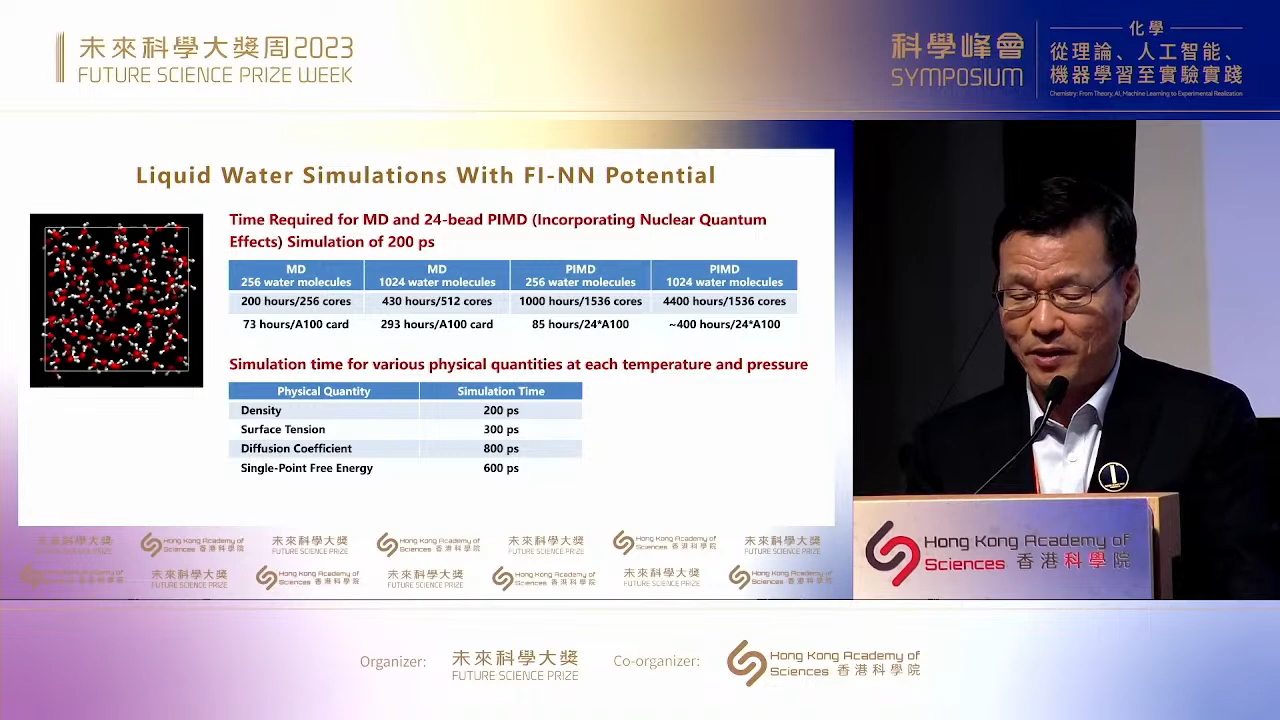 未來科學大獎周2023
FUTURE SCIENCE PRIZE WEEK
科學峰會
SYMPOSIUM
化學
從理論、人工智能、
機器學習至實驗實踐
Chemistry: From Theory, AI, Machine Learning to Experimental Realization
Liquid Water Simulations With FI-NN Potential
Time Required for MD and 24-bead PIMD (Incorporating Nuclear Quantum
Effects) Simulation of 200 ps
MD MD PIMD PIMD
256 water molecules 1024 water molecules 256 water molecules 1024 water molecules
200 hours/256 cores 430 hours/512 cores 1000 hours/1536 cores 4400 hours/1536 cores
73 hours/A100 card 293 hours/A100 card 85 hours/24*A100 ~400 hours/24*A100
Simulation time for various physical quantities at each temperature and pressure
Physical Quantity Simulation Time
Density 200 ps
Surface Tension 300 ps
Diffusion Coefficient 800 ps
Single-Point Free Energy 600 ps
未來科學大獎 Hong Kong Academy of 未來科學大獎 Hong Kong Academy of 未來科學大獎 Hong Kong Academy of 未來科學大獎
FUTURE SCIENCE PRIZE Sciences 香港科學院 FUTURE SCIENCE PRIZE Sciences 香港科學院 FUTURE SCIENCE PRIZE Sciences 香港科學院 FUTURE SCIENCE PRIZE
Hong Kong Academy of 未來科學大獎 Hong Kong Academy of 未來科學大獎 Hong Kong Academy of 未來科學大獎 Hong Kong Academy of
Sciences 香港科學院 FUTURE SCIENCE PRIZE Sciences 香港科學院 FUTURE SCIENCE PRIZE Sciences 香港科學院 FUTURE SCIENCE PRIZE Sciences 香港科學院
Hong Kong Academy of
Sciences 香港科學院
Organizer:
未來科學大獎
FUTURE SCIENCE PRIZE
Co-organizer:
Hong Kong Academy of
Sciences 香港科學院